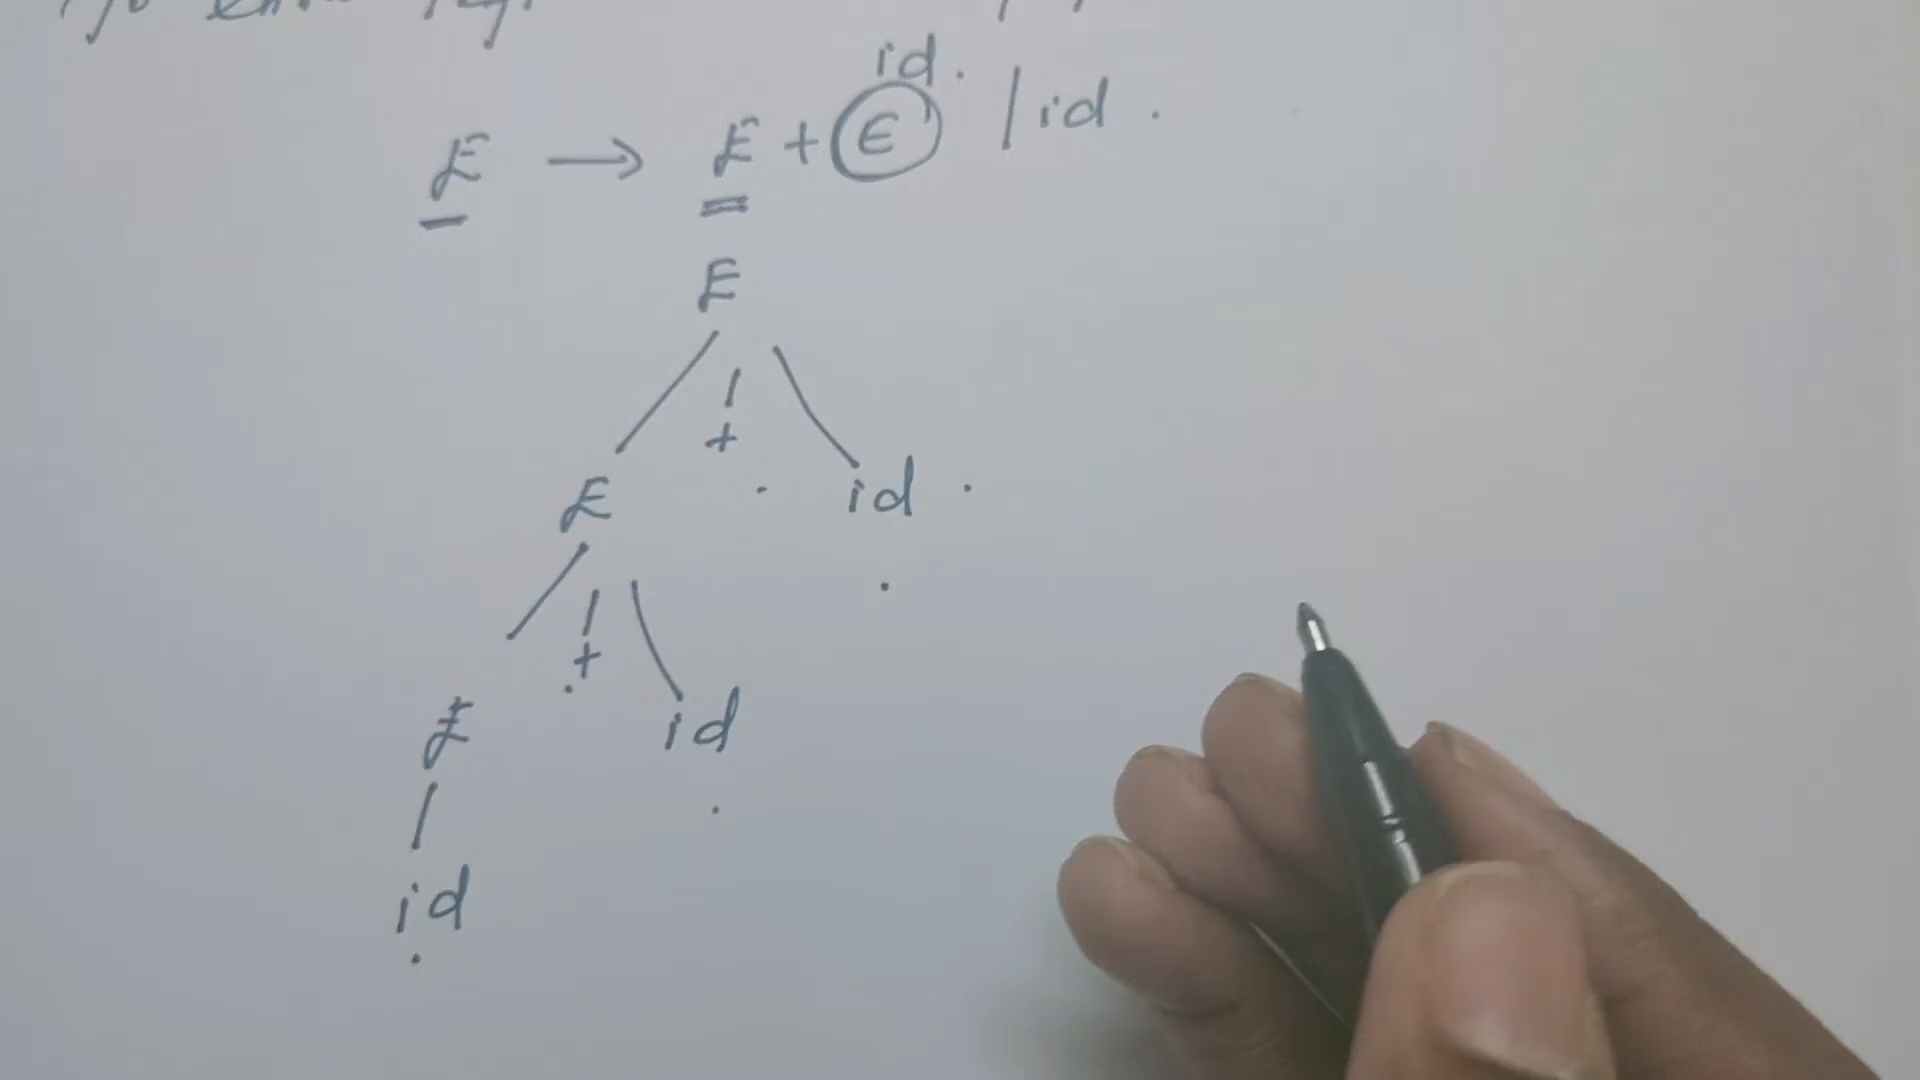 id.
E → E + E / id .
E
+
E id .
+
E id
id